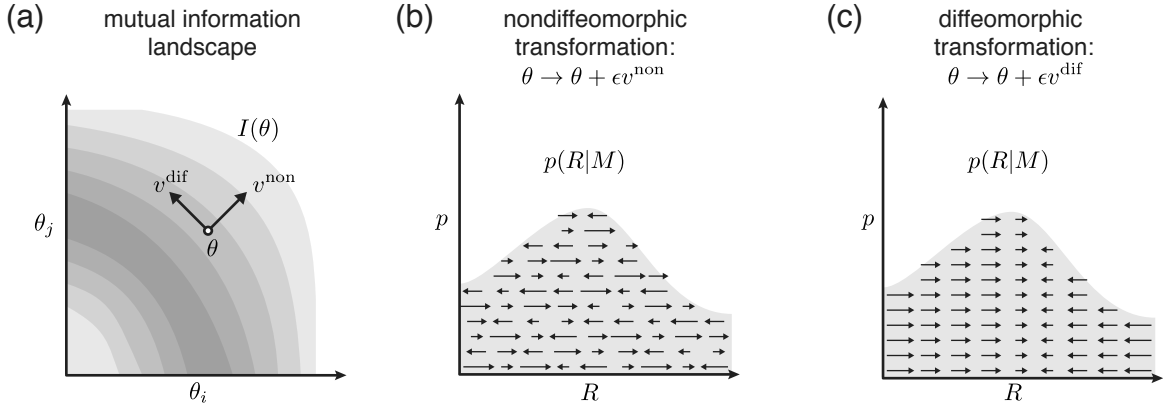 (a)
mutual information
landscape
I(θ)
v^dif
v^non
θ
θ_j
θ_i
(b)
nondiffeomorphic
transformation:
θ → θ + ϵv^non
p(R|M)
p
R
(c)
diffeomorphic
transformation:
θ → θ + ϵv^dif
p(R|M)
p
R